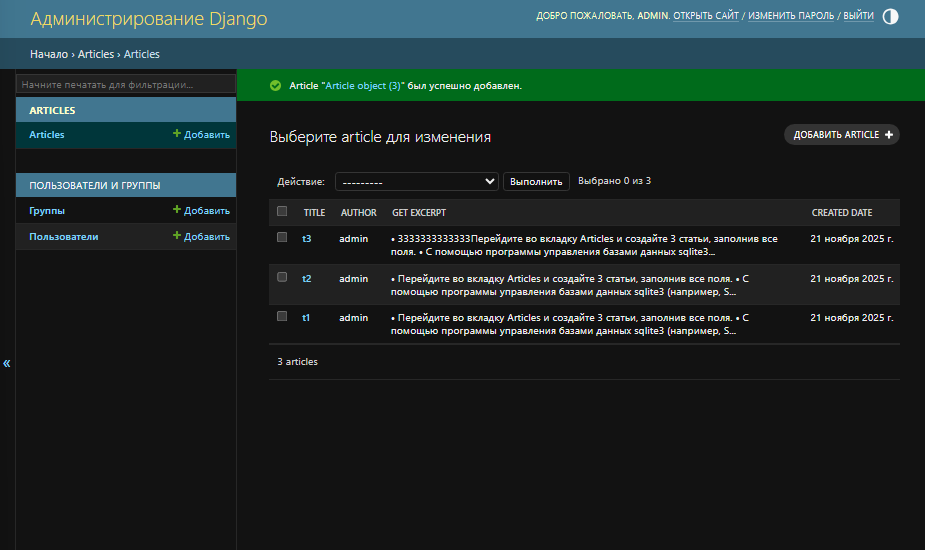 Администрирование Django
ДОБРО ПОЖАЛОВАТЬ, ADMIN. ОТКРЫТЬ САЙТ / ИЗМЕНИТЬ ПАРОЛЬ / ВЫЙТИ
Начало › Articles › Articles
Начните печатать для фильтрации...
ARTICLES
Articles
+ Добавить
ПОЛЬЗОВАТЕЛИ И ГРУППЫ
Группы
+ Добавить
Пользователи
+ Добавить
«
Article "Article object (3)" был успешно добавлен.
Выберите article для изменения
ДОБАВИТЬ ARTICLE +
Действие: --------- Выполнить Выбрано 0 из 3
TITLE AUTHOR GET EXCERPT CREATED DATE
t3 admin • 3333333333333Перейдите во вкладку Articles и создайте 3 статьи, заполнив все 21 ноября 2025 г.
поля. • С помощью программы управления базами данных sqlite3...
t2 admin • Перейдите во вкладку Articles и создайте 3 статьи, заполнив все поля. • С 21 ноября 2025 г.
помощью программы управления базами данных sqlite3 (например, S...
t1 admin • Перейдите во вкладку Articles и создайте 3 статьи, заполнив все поля. • С 21 ноября 2025 г.
помощью программы управления базами данных sqlite3 (например, S...
3 articles